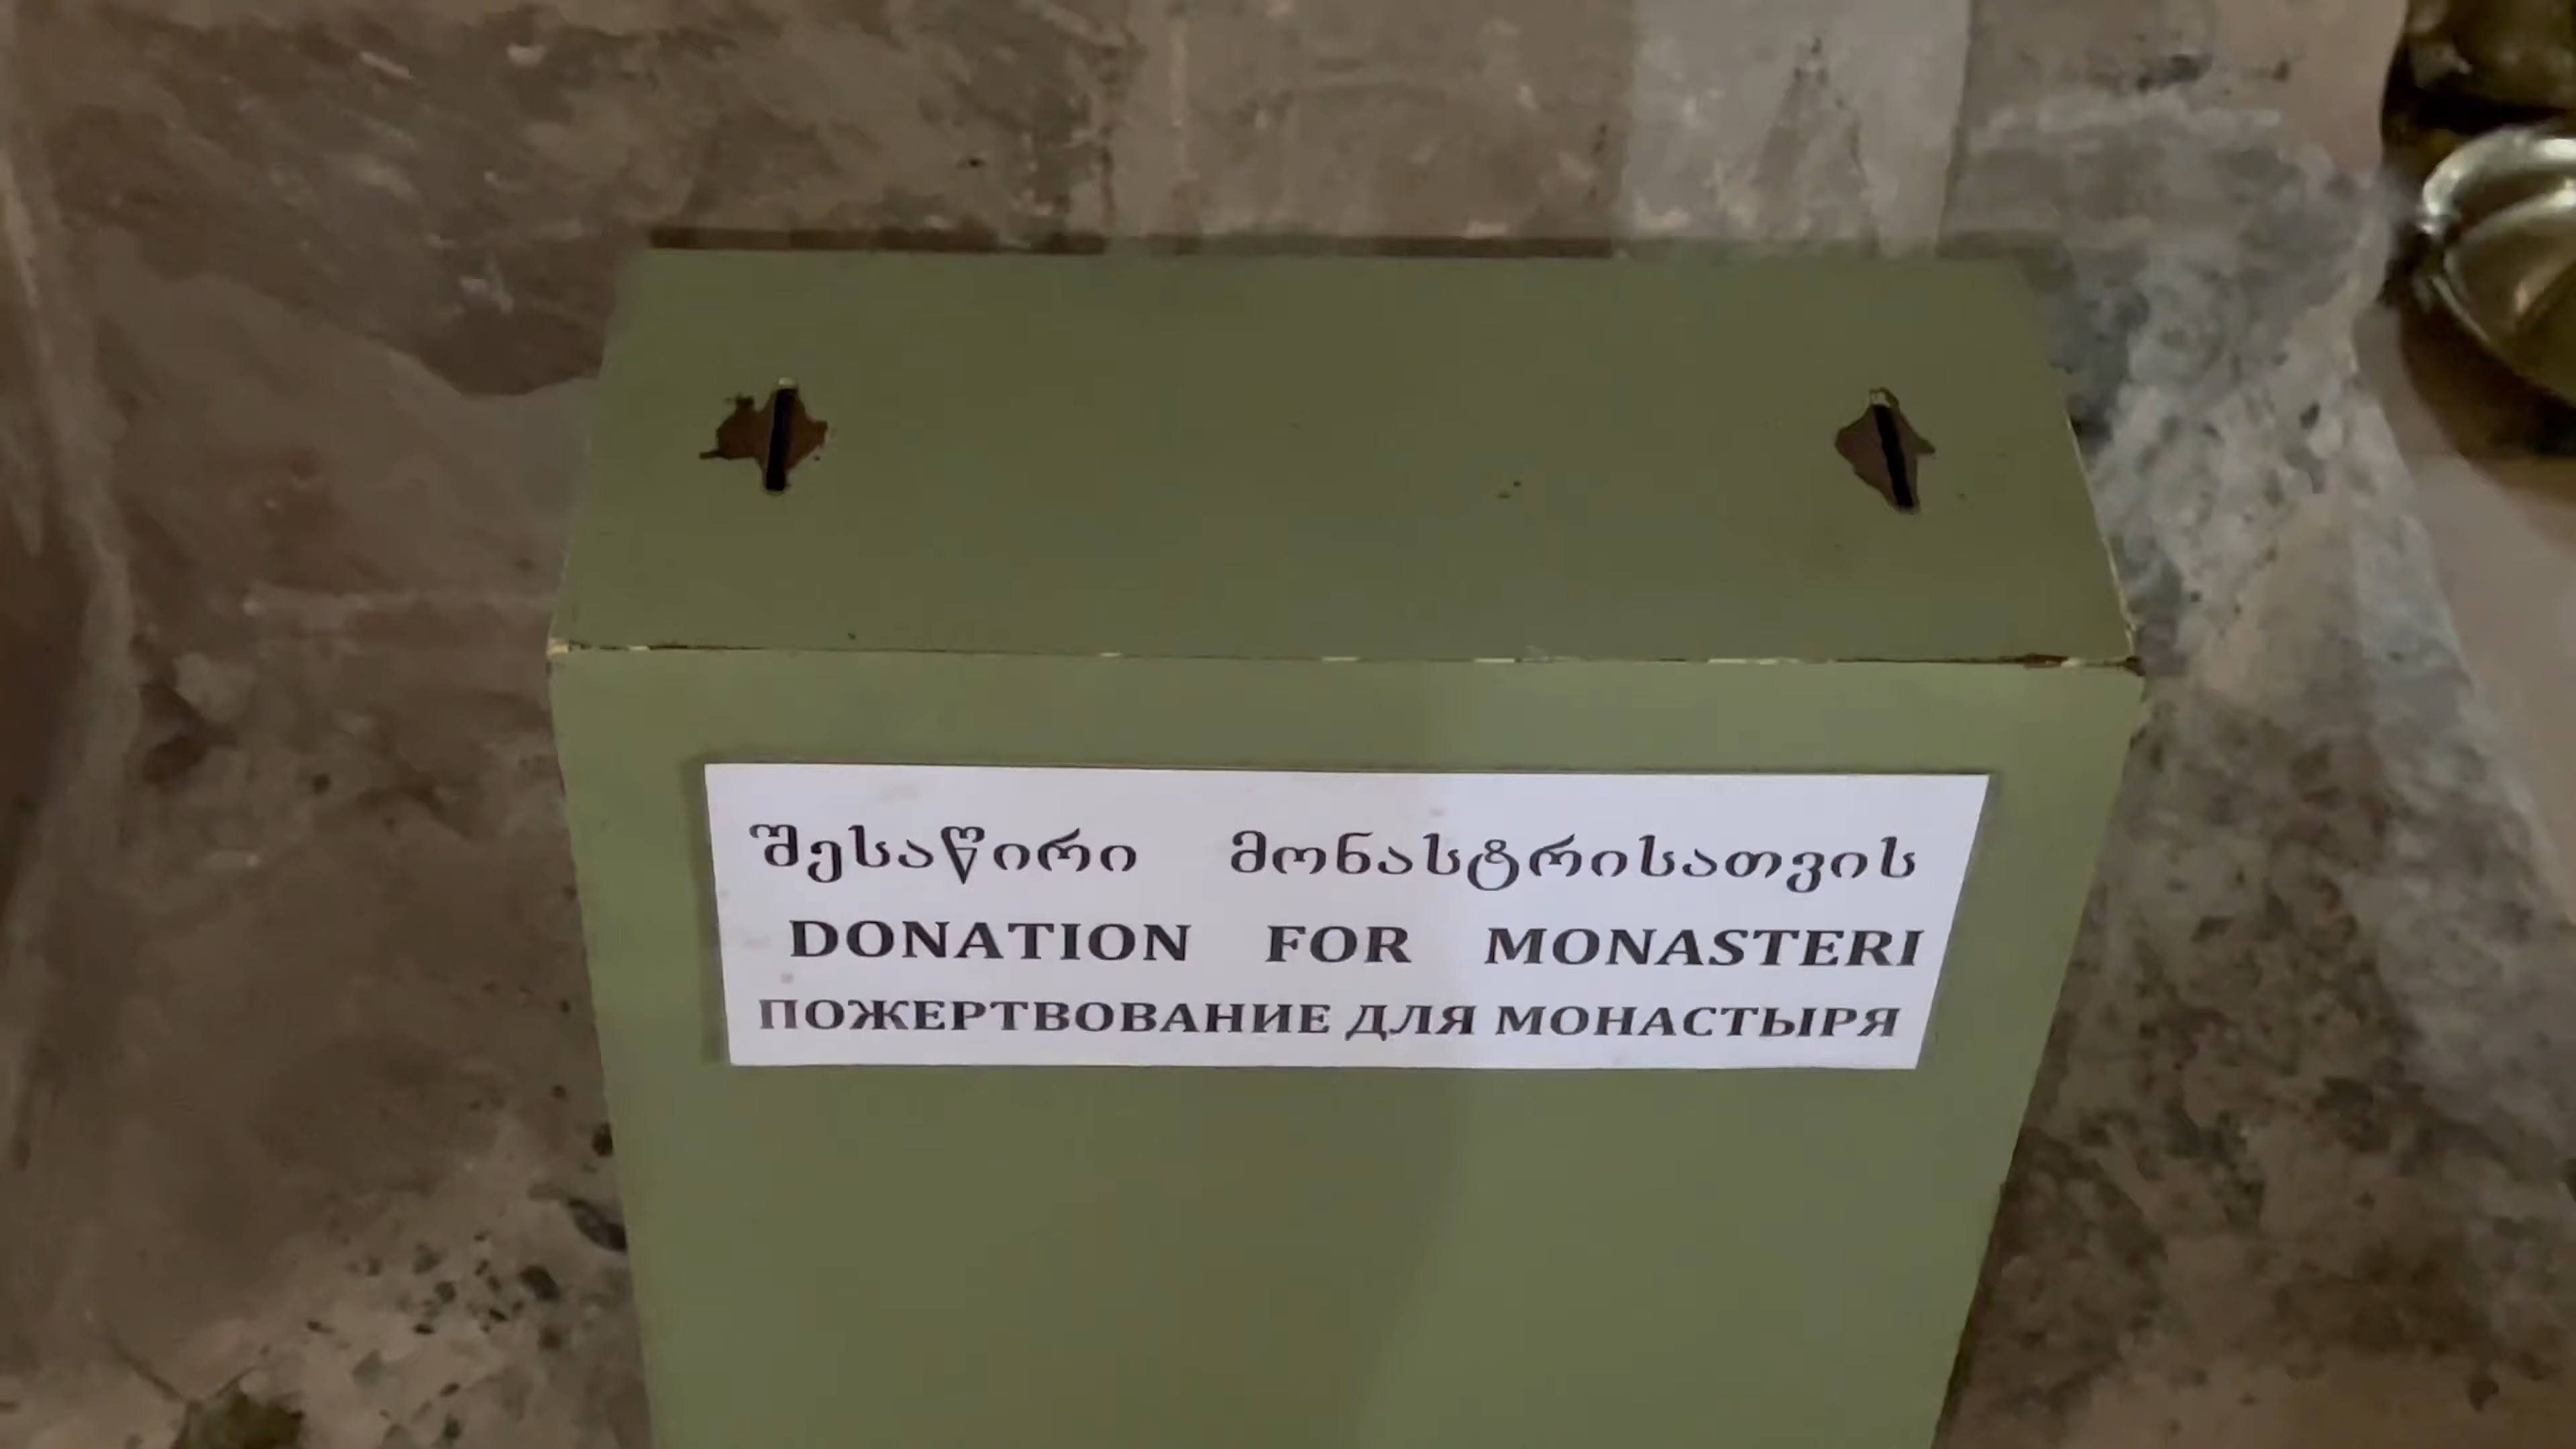 შესაწირი მონასტრისათვის
DONATION FOR MONASTERI
ПОЖЕРТВОВАНИЕ ДЛЯ МОНАСТЫРЯ